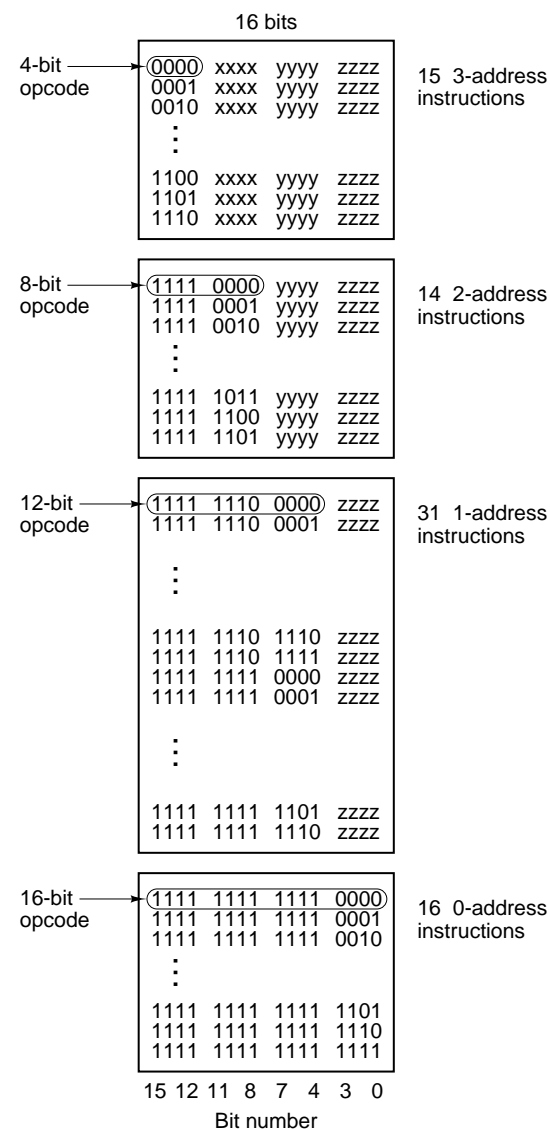 16 bits
4-bit
opcode
0000 xxxx yyyy zzzz
0001 xxxx yyyy zzzz
0010 xxxx yyyy zzzz
1100 xxxx yyyy zzzz
1101 xxxx yyyy zzzz
1110 xxxx yyyy zzzz
15 3-address
instructions
8-bit
opcode
1111 0000 yyyy zzzz
1111 0001 yyyy zzzz
1111 0010 yyyy zzzz
1111 1011 yyyy zzzz
1111 1100 yyyy zzzz
1111 1101 yyyy zzzz
14 2-address
instructions
12-bit
opcode
1111 1110 0000 zzzz
1111 1110 0001 zzzz
1111 1110 1110 zzzz
1111 1110 1111 zzzz
1111 1111 0000 zzzz
1111 1111 0001 zzzz
1111 1111 1101 zzzz
1111 1111 1110 zzzz
31 1-address
instructions
16-bit
opcode
1111 1111 1111 0000
1111 1111 1111 0001
1111 1111 1111 0010
1111 1111 1111 1101
1111 1111 1111 1110
1111 1111 1111 1111
16 0-address
instructions
15 12 11 8 7 4 3 0
Bit number